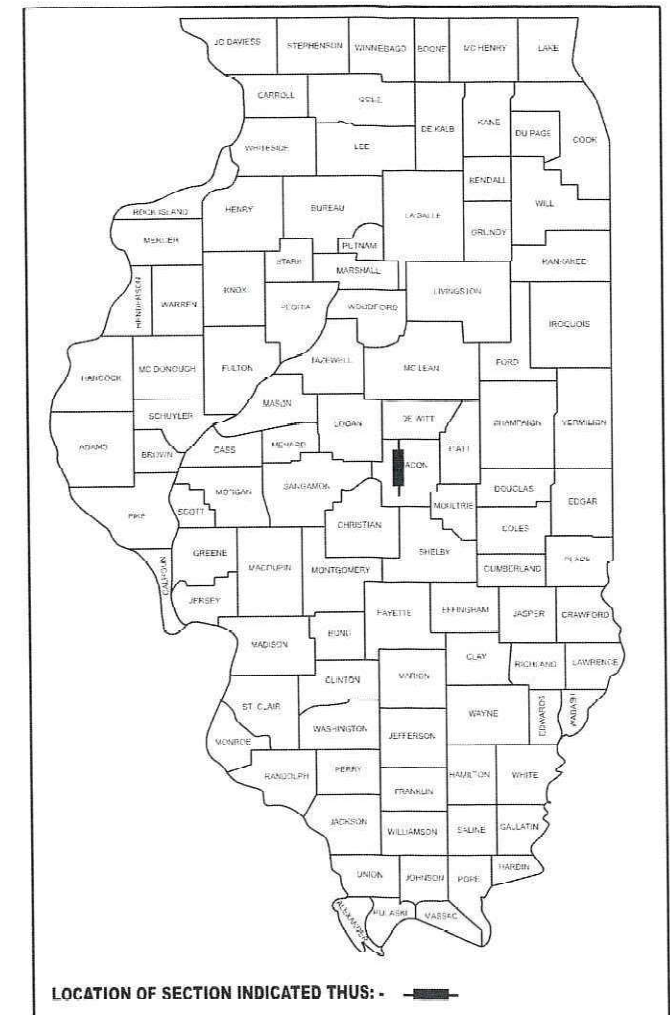 JO DAVIESS STEPHENSON WINNEBAGO BOONE MC HENRY LAKE
CARROLL OGLE DE KALB KANE DU PAGE COOK
WHITESIDE LEE KENDALL WILL
ROCK ISLAND HENRY BUREAU LA SALLE GRUNDY
MERCER PUTNAM KANKAKEE
HENDERSON WARREN KNOX STARK MARSHALL LIVINGSTON
PEORIA WOODFORD IROQUOIS
HANCOCK MC DONOUGH FULTON TAZEWELL MC LEAN FORD
MASON
SCHUYLER LOGAN DE WITT CHAMPAIGN VERMILION
ADAMS BROWN CASS MENARD MACON PIATT
PIKE SCOTT MORGAN SANGAMON MOULTRIE DOUGLAS EDGAR
CHRISTIAN COLES
CALHOUN GREENE MACOUPIN MONTGOMERY SHELBY CUMBERLAND CLARK
JERSEY FAYETTE EFFINGHAM JASPER CRAWFORD
MADISON BOND
CLINTON MARION CLAY RICHLAND LAWRENCE
ST. CLAIR WASHINGTON WAYNE EDWARDS WABASH
MONROE JEFFERSON
RANDOLPH PERRY FRANKLIN HAMILTON WHITE
JACKSON WILLIAMSON SALINE GALLATIN
UNION JOHNSON POPE HARDIN
ALEXANDER PULASKI MASSAC
LOCATION OF SECTION INDICATED THUS: -